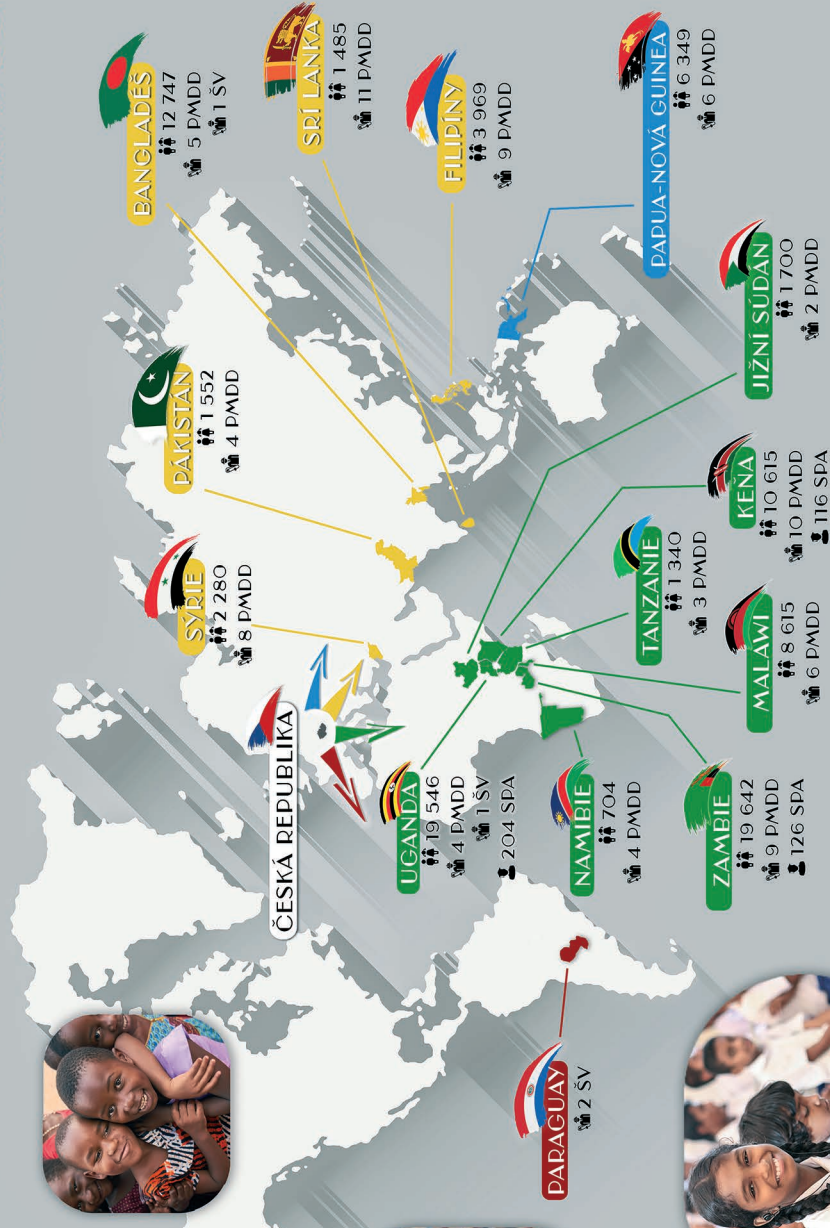 BANGLADÉŠ
12 747
5 PMDD
1 ŠV
SRÍ LANKA
1 485
11 PMDD
FILIPÍNY
3 969
9 PMDD
PAPUA-NOVÁ GUINEA
6 349
6 PMDD
PÁKISTÁN
1 552
4 PMDD
SÝRIE
2 280
8 PMDD
ČESKÁ REPUBLIKA
JIŽNÍ SÚDÁN
1 700
2 PMDD
KEŇA
10 615
10 PMDD
116 SPA
TANZANIE
1 340
3 PMDD
MALAWI
8 615
6 PMDD
UGANDA
19 546
4 PMDD
1 ŠV
204 SPA
NAMIBIE
704
4 PMDD
ZAMBIE
19 642
9 PMDD
126 SPA
PARAGUAY
2 ŠV